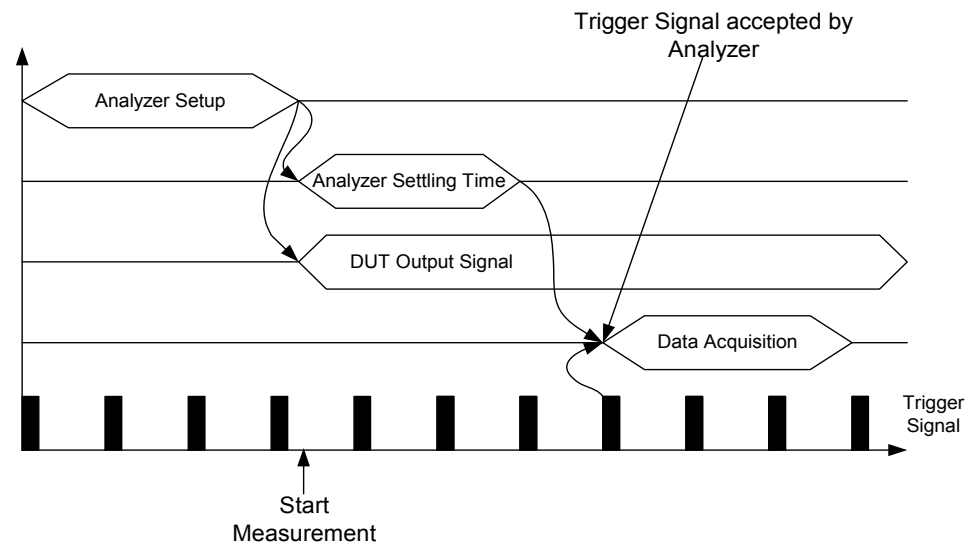 Trigger Signal accepted by
Analyzer
Analyzer Setup
Analyzer Settling Time
DUT Output Signal
Data Acquisition
Trigger
Signal
Start
Measurement